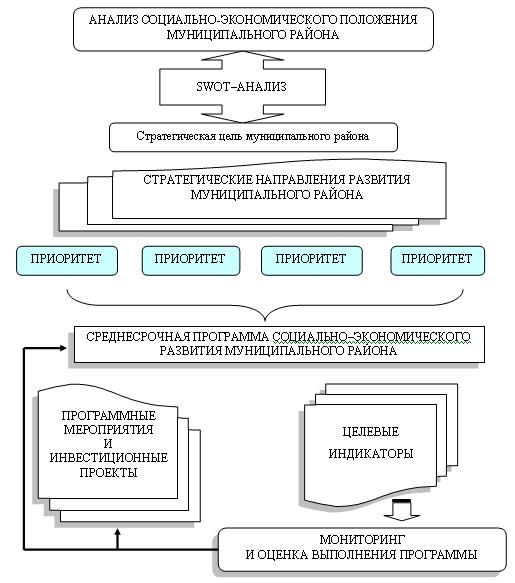 АНАЛИЗ СОЦИАЛЬНО-ЭКОНОМИЧЕСКОГО ПОЛОЖЕНИЯ
МУНИЦИПАЛЬНОГО РАЙОНА
SWOT–АНАЛИЗ
Стратегическая цель муниципального района
СТРАТЕГИЧЕСКИЕ НАПРАВЛЕНИЯ РАЗВИТИЯ
МУНИЦИПАЛЬНОГО РАЙОНА
ПРИОРИТЕТ
ПРИОРИТЕТ
ПРИОРИТЕТ
ПРИОРИТЕТ
СРЕДНЕСРОЧНАЯ ПРОГРАММА СОЦИАЛЬНО–ЭКОНОМИЧЕСКОГО
РАЗВИТИЯ МУНИЦИПАЛЬНОГО РАЙОНА
ПРОГРАММНЫЕ
МЕРОПРИЯТИЯ
И
ИНВЕСТИЦИОННЫЕ
ПРОЕКТЫ
ЦЕЛЕВЫЕ
ИНДИКАТОРЫ
МОНИТОРИНГ
И ОЦЕНКА ВЫПОЛНЕНИЯ ПРОГРАММЫ